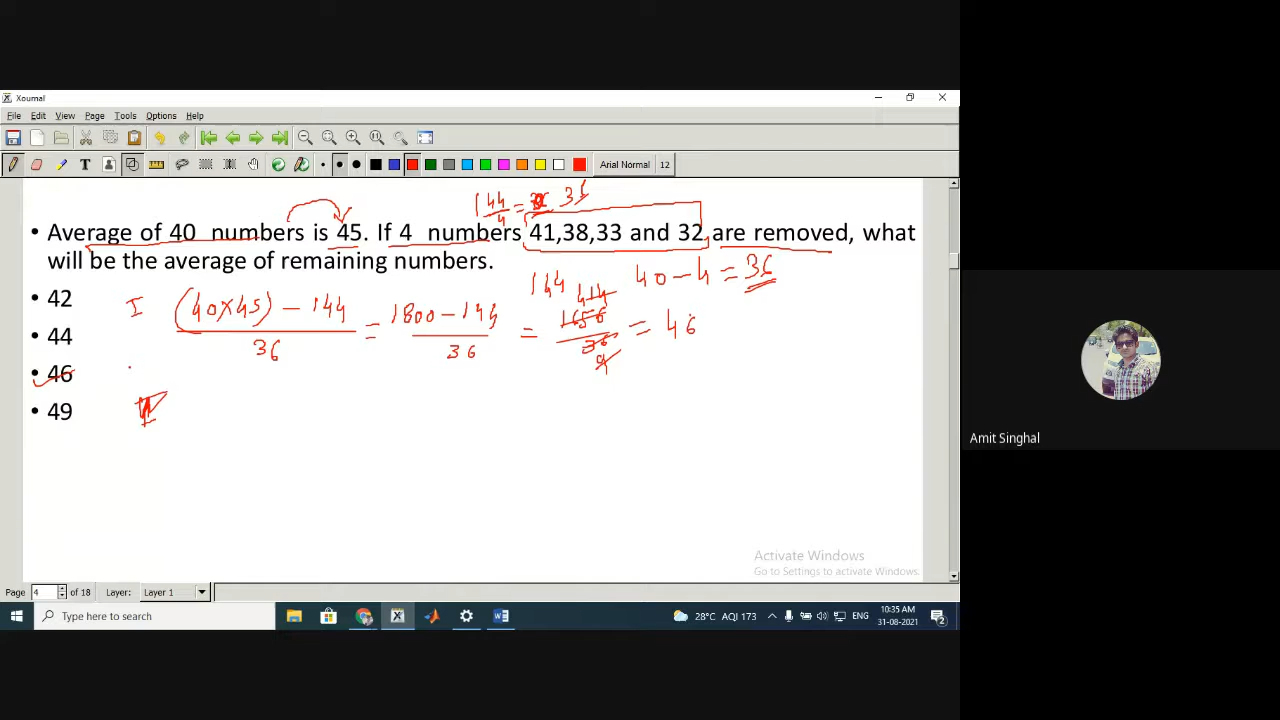 Xournal
File Edit View Page Tools Options Help
T Arial Normal 12
144/4 = 36 36
• Average of 40 numbers is 45. If 4 numbers 41,38,33 and 32 are removed, what
will be the average of remaining numbers.
144 40-4=36
• 42
I (40×45) - 144 / 36 = 1800-144 / 36 = 1656 / 36 414 / 9 = 46
• 44
• 46
• 49
Amit Singhal
Activate Windows
Go to Settings to activate Windows.
Page 4 of 18 Layer: Layer 1
Type here to search
28°C AQI 173 ENG 10:35 AM
31-08-2021
2